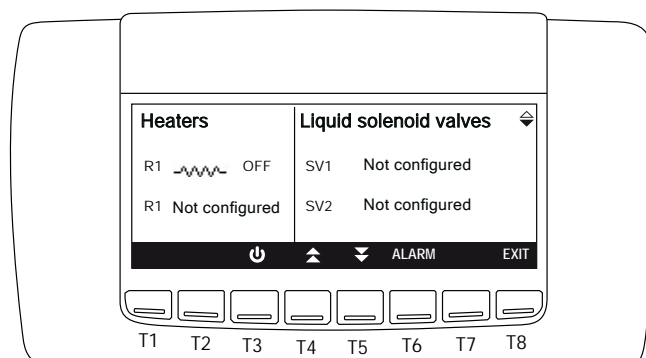 Heaters
R1 OFF
R1 Not configured
Liquid solenoid valves
SV1 Not configured
SV2 Not configured
ALARM EXIT
T1 T2 T3 T4 T5 T6 T7 T8